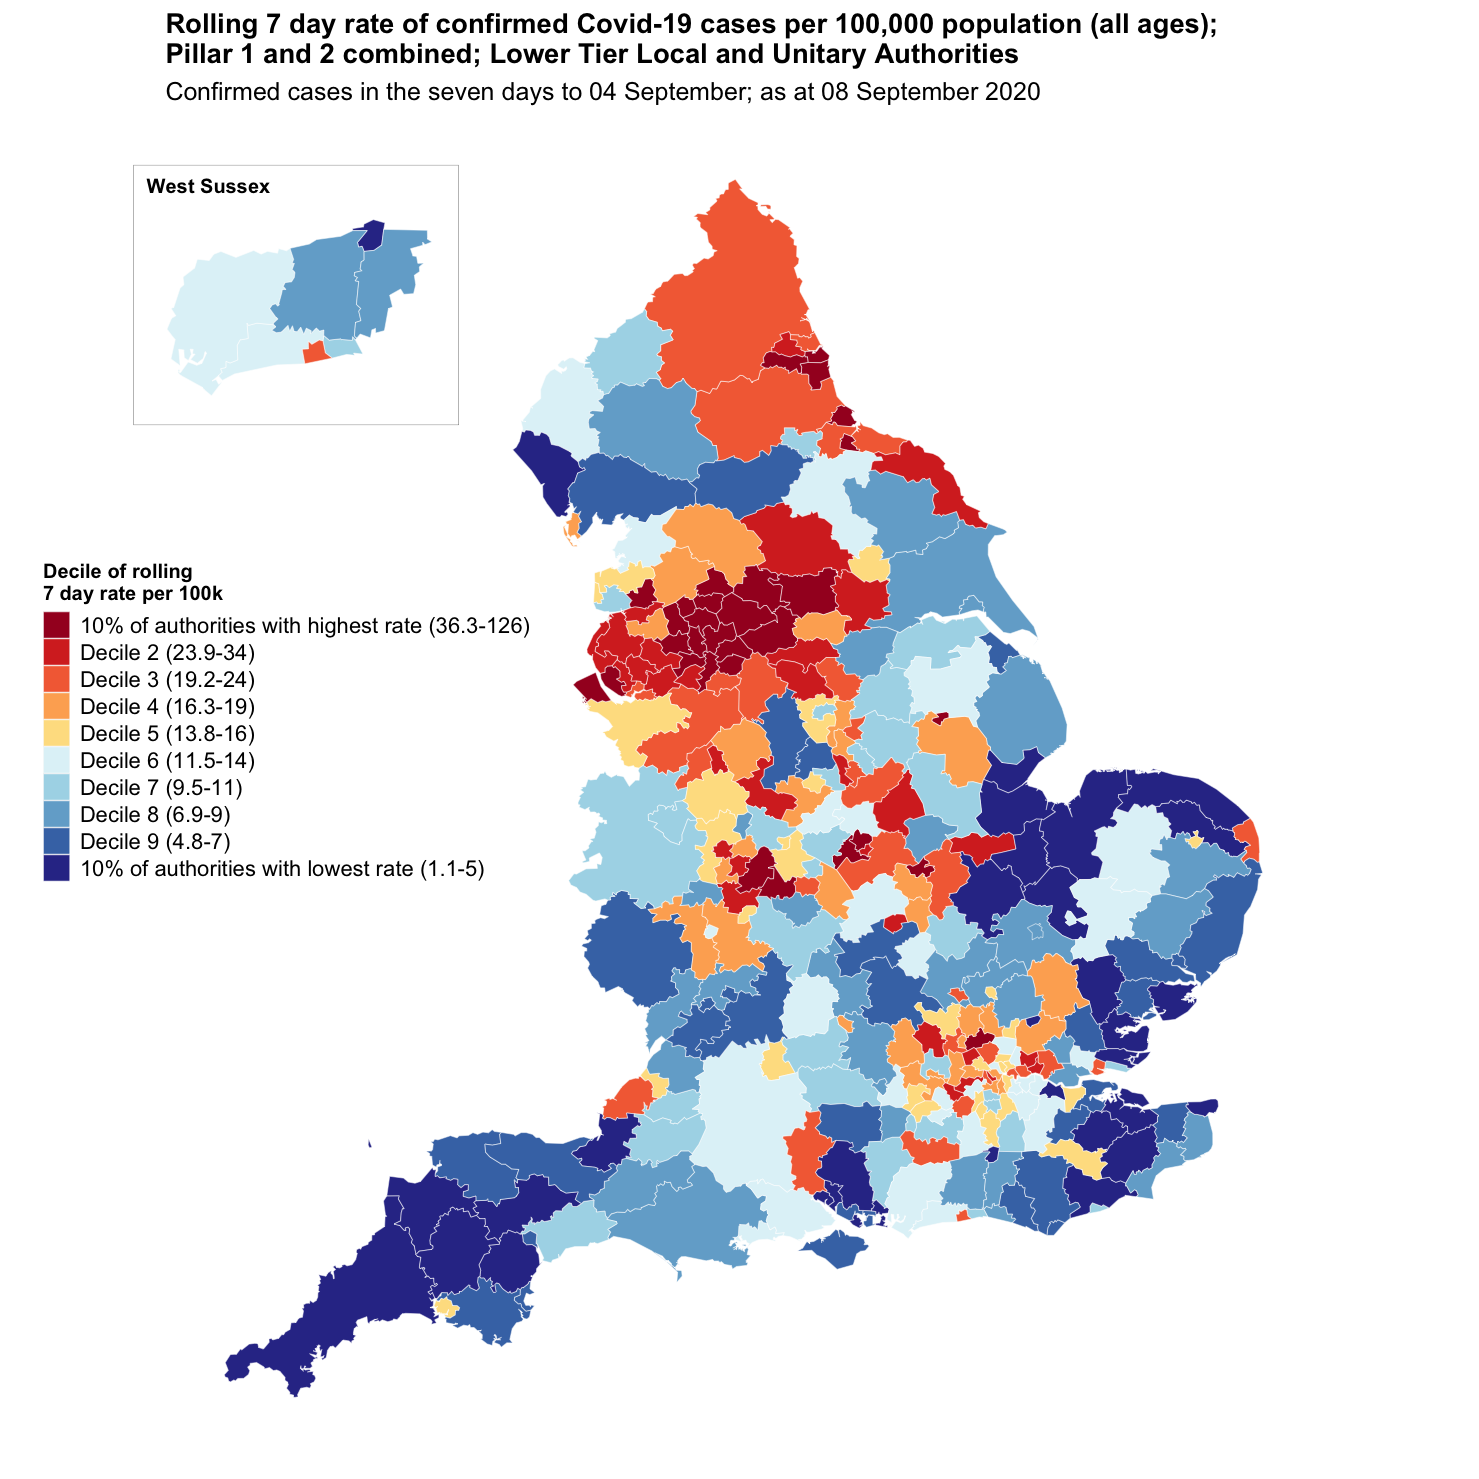 Rolling 7 day rate of confirmed Covid-19 cases per 100,000 population (all ages);
Pillar 1 and 2 combined; Lower Tier Local and Unitary Authorities
Confirmed cases in the seven days to 04 September; as at 08 September 2020
West Sussex
Decile of rolling
7 day rate per 100k
10% of authorities with highest rate (36.3-126)
Decile 2 (23.9-34)
Decile 3 (19.2-24)
Decile 4 (16.3-19)
Decile 5 (13.8-16)
Decile 6 (11.5-14)
Decile 7 (9.5-11)
Decile 8 (6.9-9)
Decile 9 (4.8-7)
10% of authorities with lowest rate (1.1-5)